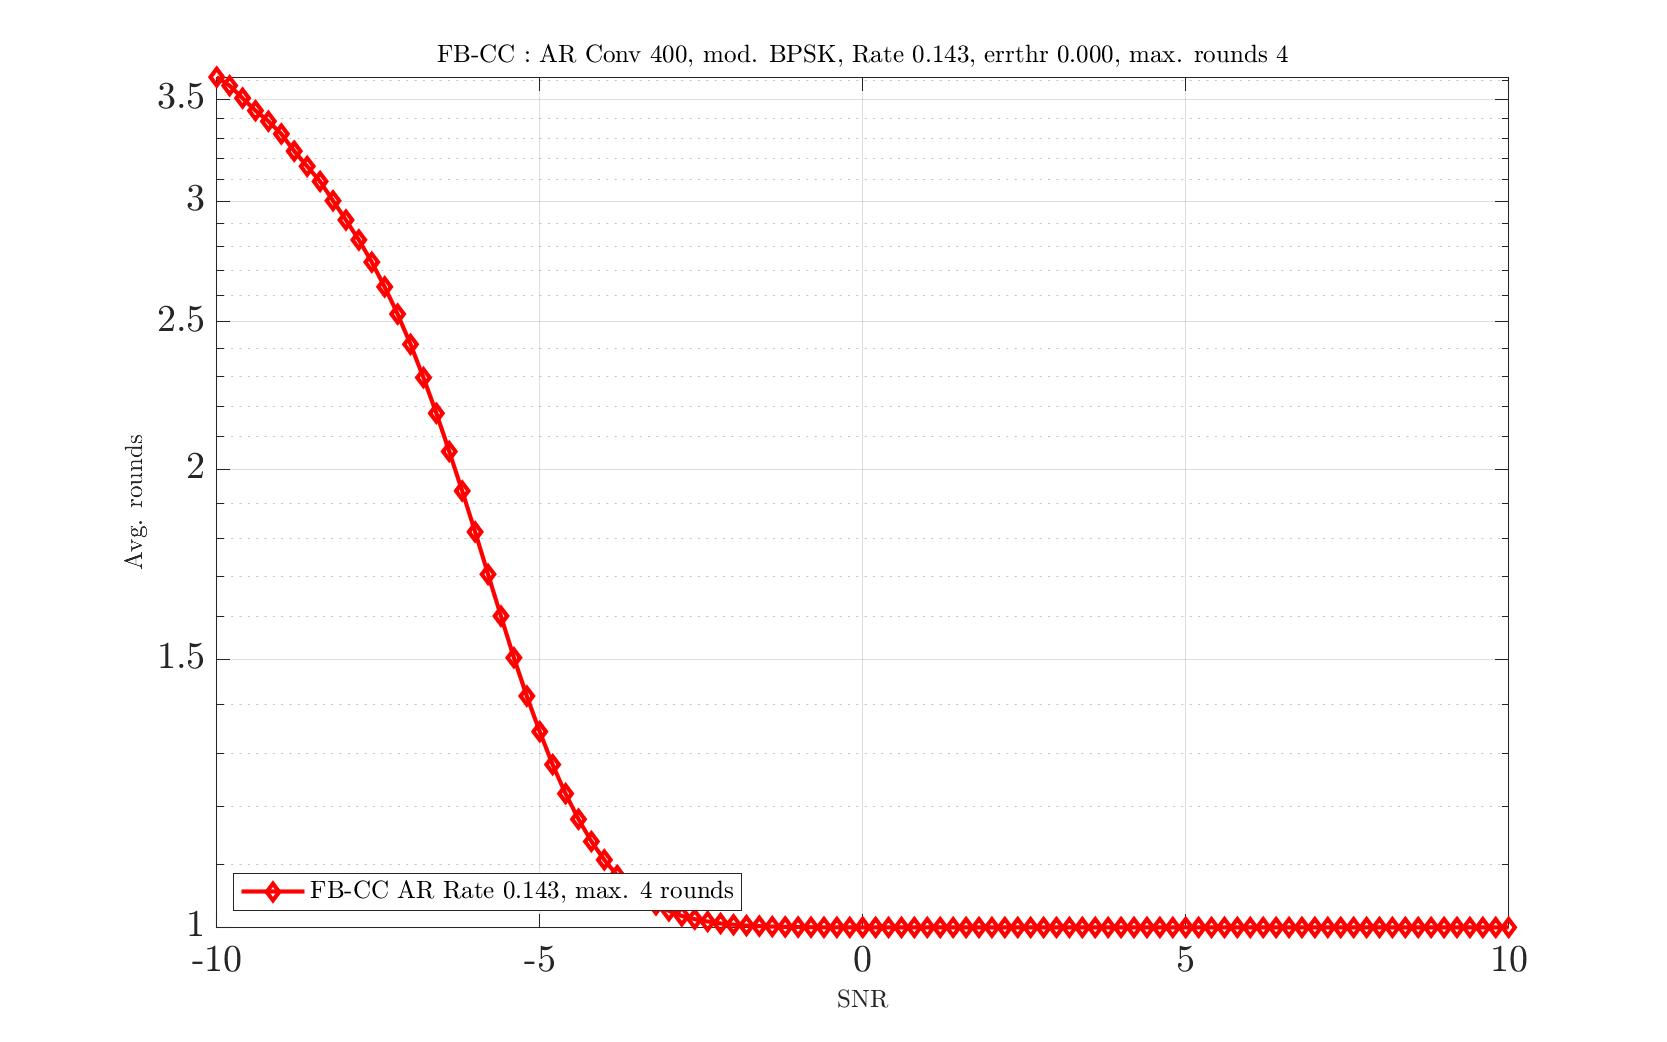 FB-CC : AR Conv 400, mod. BPSK, Rate 0.143, errthr 0.000, max. rounds 4
3.5
3
2.5
2
1.5
1
Avg. rounds
FB-CC AR Rate 0.143, max. 4 rounds
-10 -5 0 5 10
SNR